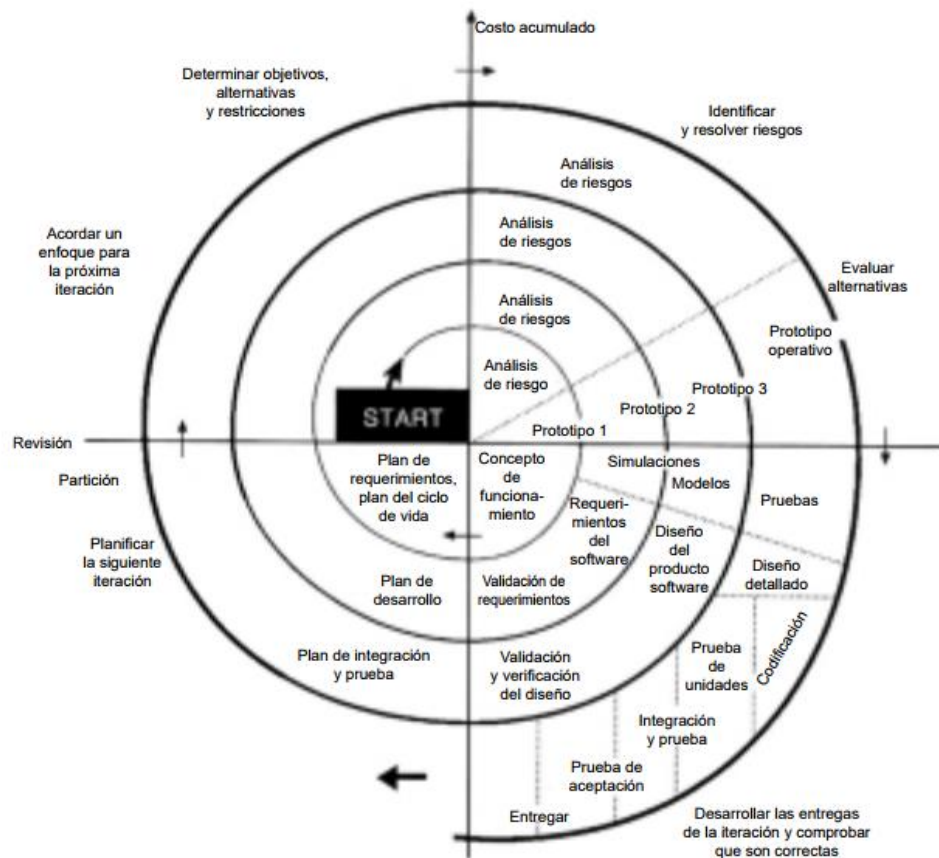 Costo acumulado
Determinar objetivos,
alternativas
y restricciones
Identificar
y resolver riesgos
Análisis
de riesgos
Acordar un
enfoque para
la próxima
iteración
Análisis
de riesgos
Evaluar
alternativas
Análisis
de riesgos
Prototipo
operativo
Análisis
de riesgo
Prototipo 3
START
Prototipo 2
Prototipo 1
Revisión
Partición
Plan de
requerimientos,
plan del ciclo
de vida
Concepto
de
funciona-
miento
Simulaciones
Modelos
Pruebas
Requeri-
mientos
del
software
Diseño
del
producto
software
Planificar
la siguiente
iteración
Diseño
detallado
Plan de
desarrollo
Validación de
requerimientos
Codificación
Plan de integración
y prueba
Validación
y verificación
del diseño
Prueba
de
unidades
Integración
y prueba
Prueba de
aceptación
Entregar
Desarrollar las entregas
de la iteración y comprobar
que son correctas